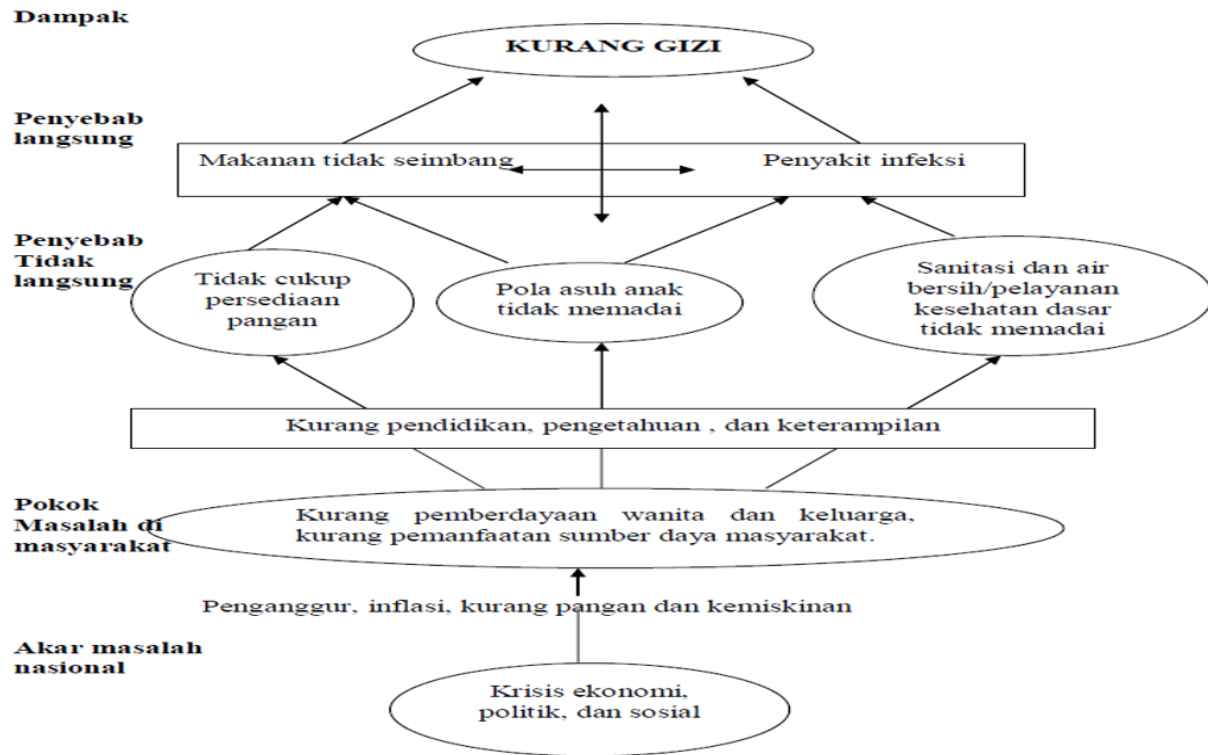 Dampak
KURANG GIZI
Penyebab
langsung
Makanan tidak seimbang
Penyakit infeksi
Penyebab
Tidak
langsung
Tidak cukup
persediaan
pangan
Pola asuh anak
tidak memadai
Sanitasi dan air
bersih/pelayanan
kesehatan dasar
tidak memadai
Kurang pendidikan, pengetahuan , dan keterampilan
Pokok
Masalah di
masyarakat
Kurang pemberdayaan wanita dan keluarga,
kurang pemanfaatan sumber daya masyarakat.
Penganggur, inflasi, kurang pangan dan kemiskinan
Akar masalah
nasional
Krisis ekonomi,
politik, dan sosial